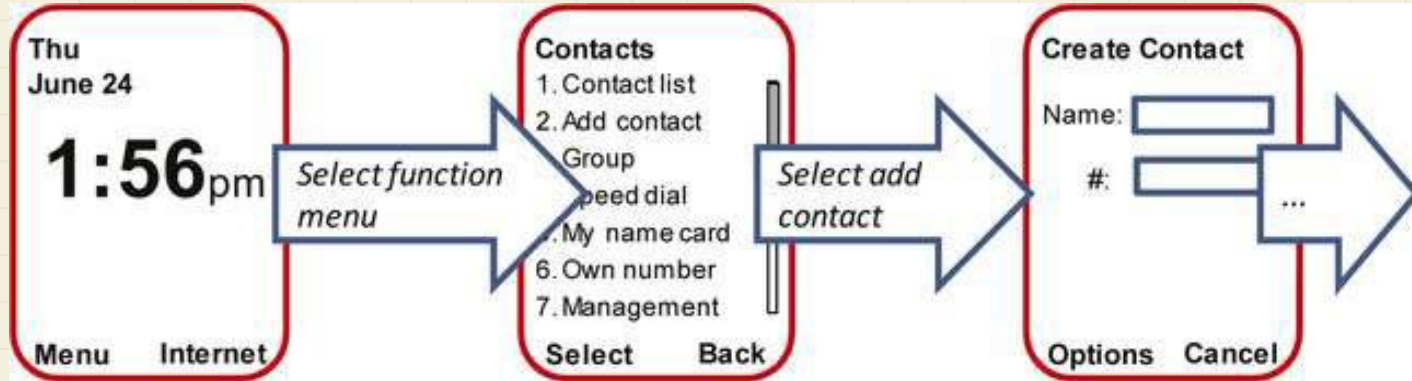 Thu
June 24
1:56pm
Menu Internet
Select function
menu
Contacts
1. Contact list
2. Add contact
Group
peed dial
. My name card
6. Own number
7. Management
Select Back
Select add
contact
Create Contact
Name:
#:
Options Cancel
...